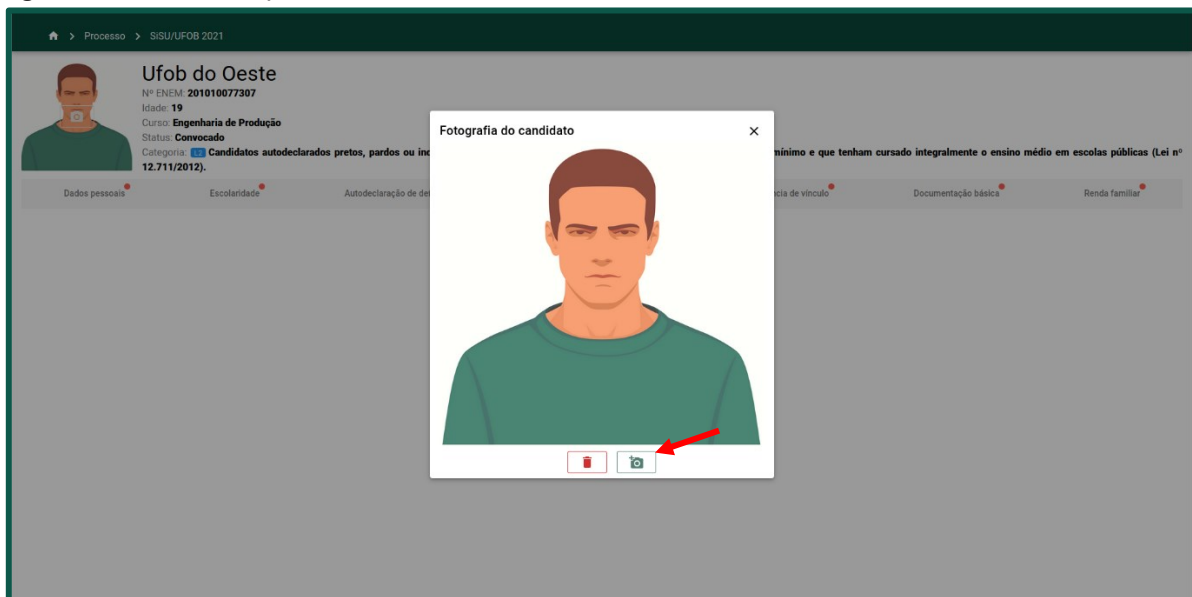 Processo > SiSU/UFOB 2021
Ufob do Oeste
Nº ENEM: 201010077307
Idade: 19
Curso: Engenharia de Produção
Status: Convocado
Fotografia do candidato
Categoria: L2 Candidatos autodeclarados pretos, pardos ou mínimo e que tenham cursado integralmente o ensino médio em escolas públicas (Lei nº
12.711/2012).
Dados pessoais Escolaridade Autodeclaração de de cia de vínculo Documentação básica Renda familiar